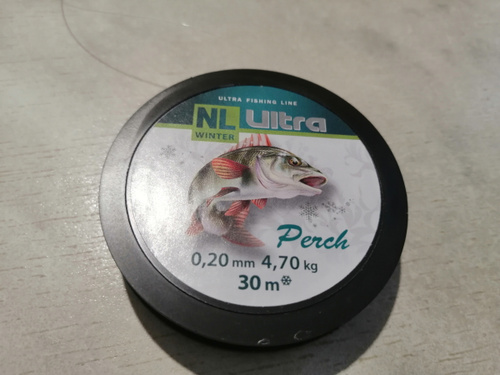 ULTRA FISHING LINE
NL Ultra
WINTER
Perch
0,20 mm 4,70 kg
30 m*